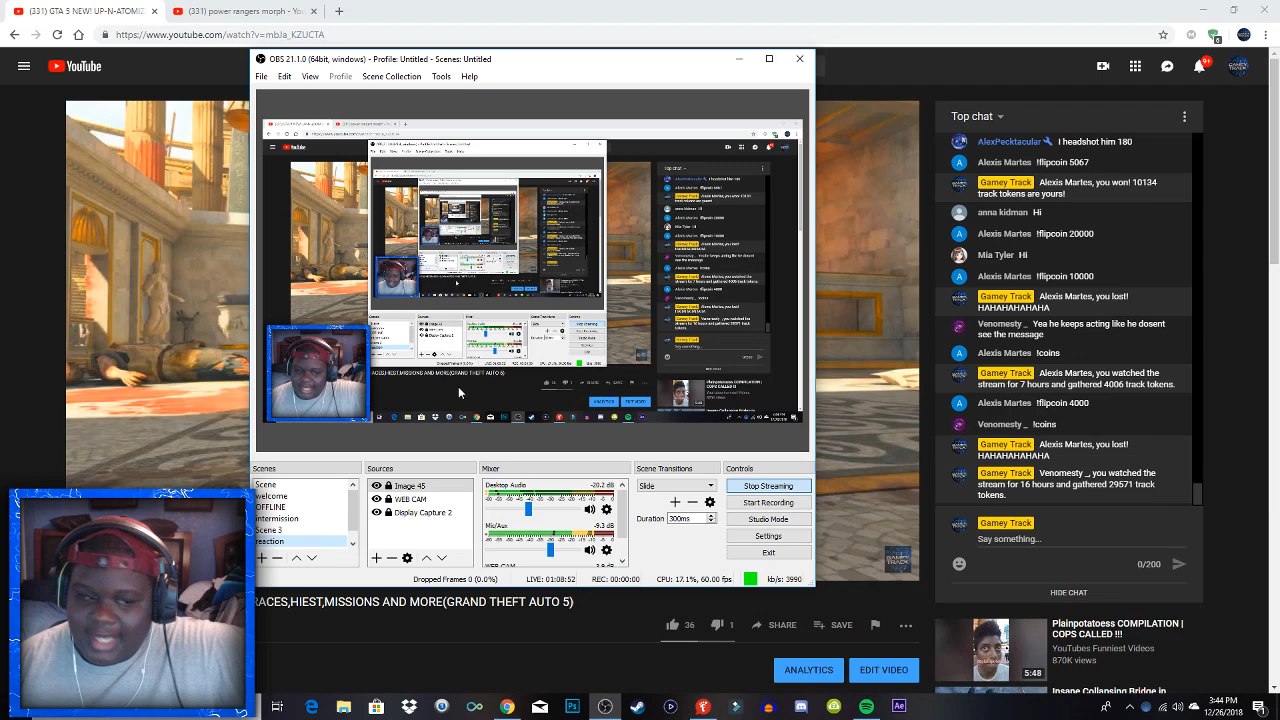 (331) GTA 5 NEW! UP-N-ATOMIZ
(331) power rangers morph - You
https://www.youtube.com/watch?v=mbJa_KZUCTA
YouTube
9+
OBS 21.1.0 (64bit, windows) - Profile: Untitled - Scenes: Untitled
File Edit View Profile Scene Collection Tools Help
Scenes
Scene
welcome
OFFLINE
intermission
Scene 3
reaction
Sources
Image 45
WEB CAM
Display Capture 2
Mixer
Desktop Audio -20.2 dB
Mic/Aux -9.3 dB
Scene Transitions
Slide
Duration 300ms
Controls
Stop Streaming
Start Recording
Studio Mode
Settings
Exit
Dropped Frames 0 (0.0%) LIVE: 01:08:52 REC: 00:00:00 CPU: 17.1%, 60.00 fps kb/s: 3990
RACES,HIEST,MISSIONS AND MORE(GRAND THEFT AUTO 5)
36 1 SHARE SAVE
ANALYTICS EDIT VIDEO
Top chat
AlexPecktacular
Alexis Martes !flipcoin 5067
Gamey Track Alexis Martes, you won! 10134
track tokens are yours!
anna kidman Hi
Alexis Martes !flipcoin 20000
Mia Tyler Hi
Alexis Martes !flipcoin 10000
Gamey Track Alexis Martes, you lost!
HAHAHAHAHAHA
Venomesty _ Yea he keeps acting like he dosent
see the message
Alexis Martes !coins
Gamey Track Alexis Martes, you watched the
stream for 7 hours and gathered 4006 track tokens.
Alexis Martes !flipcoin 4000
Venomesty _ !coins
Gamey Track Alexis Martes, you lost!
HAHAHAHAHAHA
Gamey Track Venomesty _, you watched the
stream for 16 hours and gathered 29571 track
tokens.
Gamey Track
Say something...
0/200
HIDE CHAT
Plainpotatoess COMPILATION |
COPS CALLED !!!
YouTubes Funniest Videos
870K views
5:48
Insane Collapsing Bridge in
3:44 PM
12/26/2018